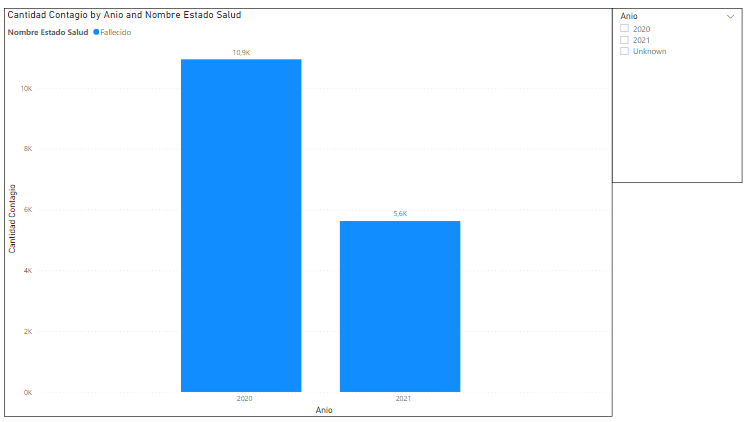 Cantidad Contagio by Anio and Nombre Estado Salud
Nombre Estado Salud Fallecido
10,9K
10K
8K
6K
5,6K
4K
2K
0K
Cantidad Contagio
2020 2021
Anio
Anio
2020
2021
Unknown